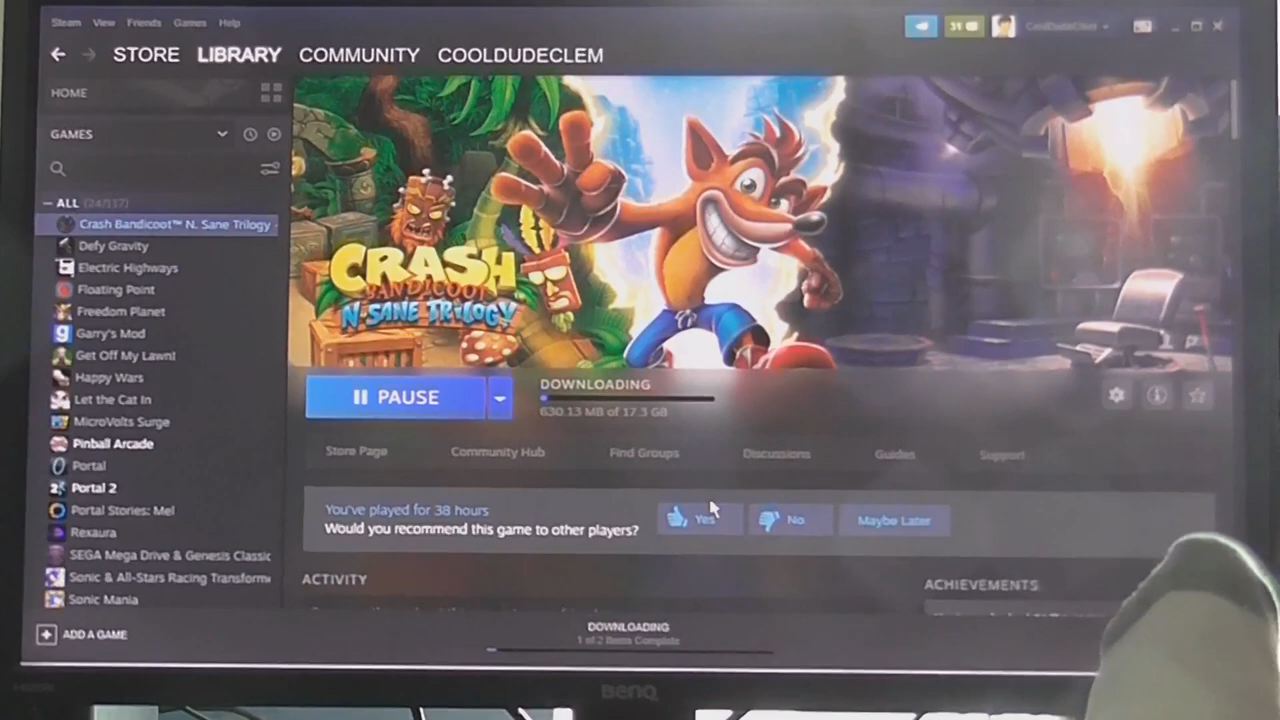 Steam View Friends Games Help
31
STORE LIBRARY COMMUNITY COOLDUDECLEM
HOME
GAMES
— ALL (24/117)
Crash Bandicoot™ N. Sane Trilogy
Defy Gravity
Electric Highways
Floating Point
Freedom Planet
Garry's Mod
Get Off My Lawn!
Happy Wars
Let the Cat In
MicroVolts Surge
Pinball Arcade
Portal
Portal 2
Portal Stories: Mel
Rexaura
SEGA Mega Drive & Genesis Classic
Sonic & All-Stars Racing Transforme
Sonic Mania
ADD A GAME
CRASH
BANDICOOT
N. SANE TRILOGY
PAUSE
DOWNLOADING
630.13 MB of 17.3 GB
Store Page Community Hub Find Groups Discussions Guides Support
You've played for 38 hours
Would you recommend this game to other players?
Yes No Maybe Later
ACTIVITY
ACHIEVEMENTS
DOWNLOADING
1 of 2 Items Complete
BenQ